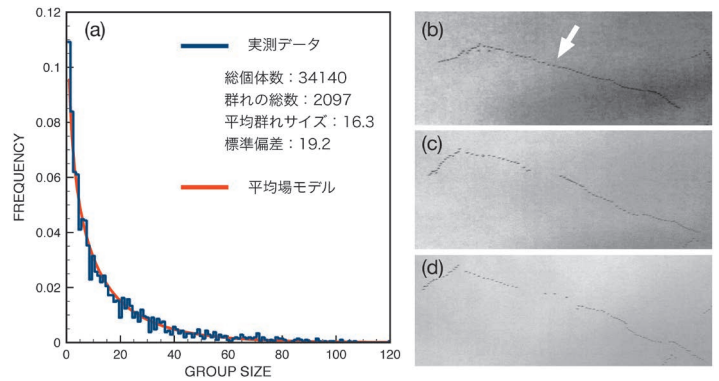 (a)
実測データ
総個体数：34140
群れの総数：2097
平均群れサイズ：16.3
標準偏差：19.2
平均場モデル
FREQUENCY
0.12
0.1
0.08
0.06
0.04
0.02
0
0 20 40 60 80 100 120
GROUP SIZE
(b)
(c)
(d)